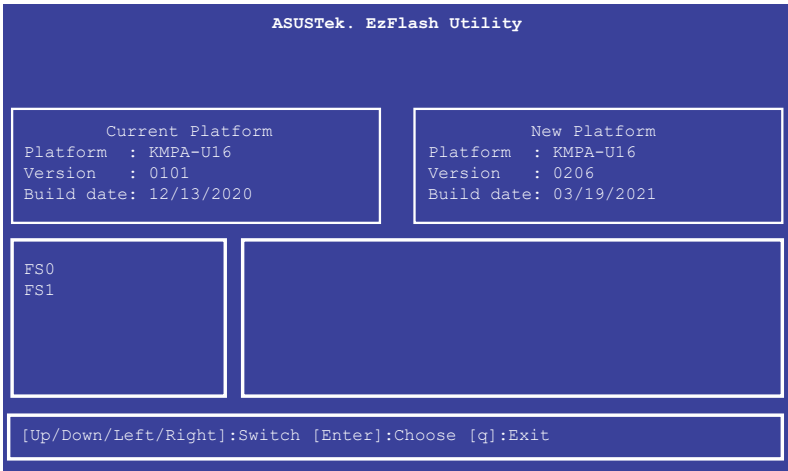 ASUSTek. EzFlash Utility
Current Platform
Platform : KMPA-U16
Version : 0101
Build date: 12/13/2020
New Platform
Platform : KMPA-U16
Version : 0206
Build date: 03/19/2021
FS0
FS1
[Up/Down/Left/Right]:Switch [Enter]:Choose [q]:Exit